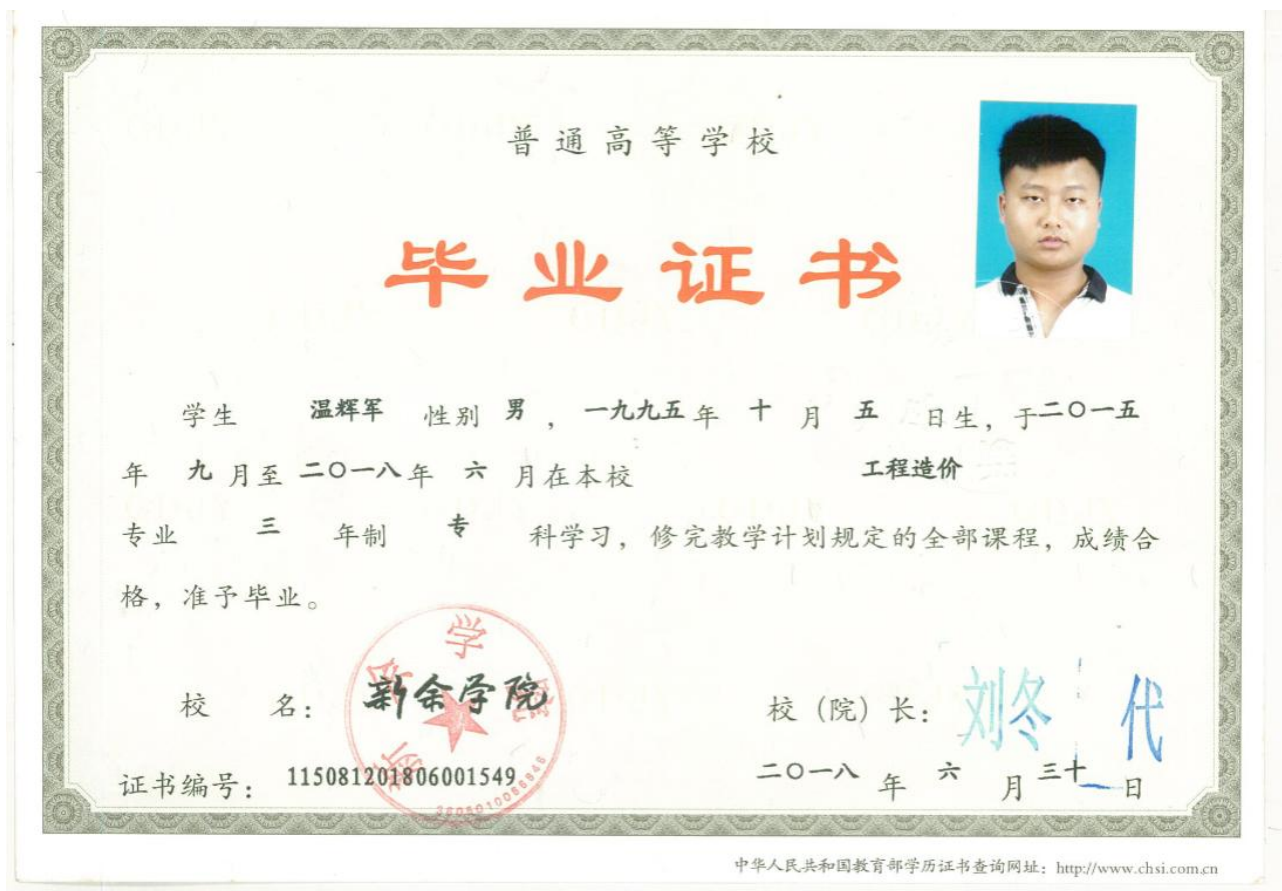 普通高等学校
毕业证书
学生 温辉军 性别 男，一九九五年 十 月 五 日生，于二〇一五
年 九 月至 二〇一八年 六 月在本校 工程造价
专业 三 年制 专 科学习，修完教学计划规定的全部课程，成绩合
格，准予毕业。
新余学院
校 名：新余学院
校（院）长：刘冬 代
证书编号：115081201806001549
二〇一八 年 六 月 三十 日
中华人民共和国教育部学历证书查询网址：http://www.chsi.com.cn